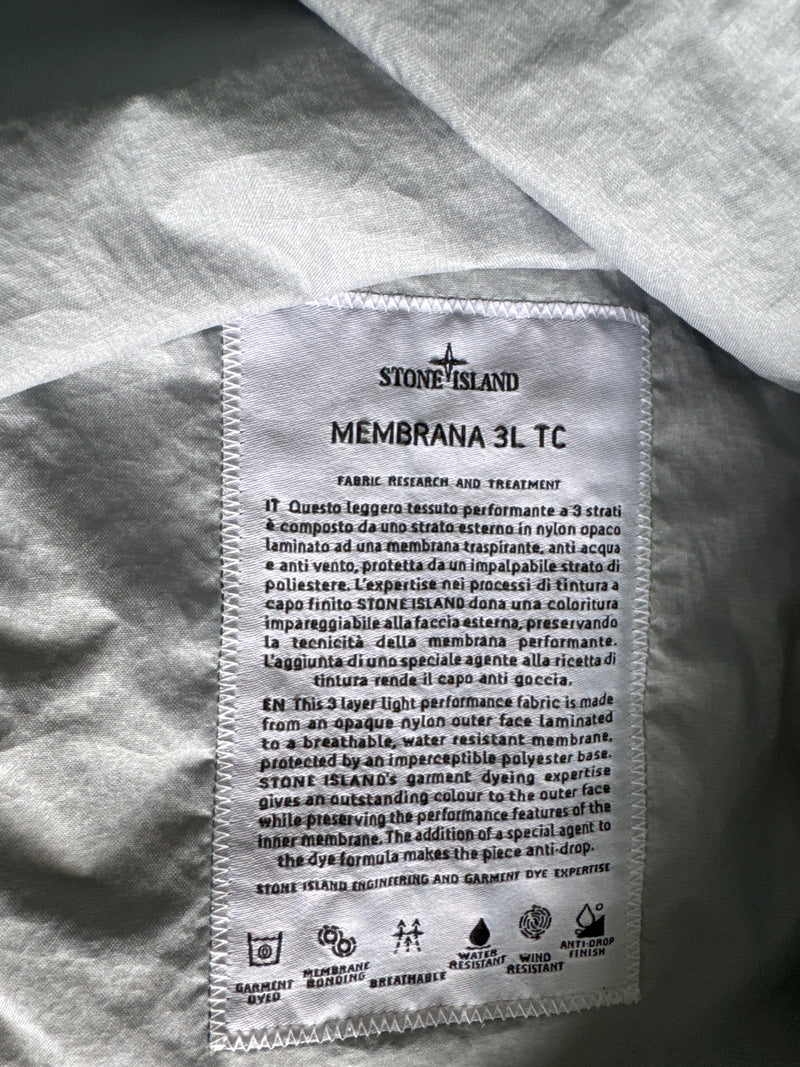 STONE ISLAND
MEMBRANA 3L TC
FABRIC RESEARCH AND TREATMENT
IT Questo leggero tessuto performante a 3 strati
è composto da uno strato esterno in nylon opaco
laminato ad una membrana traspirante, anti acqua
e anti vento, protetta da un impalpabile strato di
poliestere. L'expertise nei processi di tintura a
capo finito STONE ISLAND dona una coloritura
impareggiabile alla faccia esterna, preservando
la tecnicità della membrana performante.
L'aggiunta di uno speciale agente alla ricetta di
tintura rende il capo anti goccia.
EN This 3 layer light performance fabric is made
from an opaque nylon outer face laminated
to a breathable, water resistant membrane,
protected by an imperceptible polyester base.
STONE ISLAND's garment dyeing expertise
gives an outstanding colour to the outer face
while preserving the performance features of the
inner membrane. The addition of a special agent to
the dye formula makes the piece anti-drop.
STONE ISLAND ENGINEERING AND GARMENT DYE EXPERTISE
GARMENT
DYED
MEMBRANE
BONDING
BREATHABLE
WATER
RESISTANT
WIND
RESISTANT
ANTI-DROP
FINISH